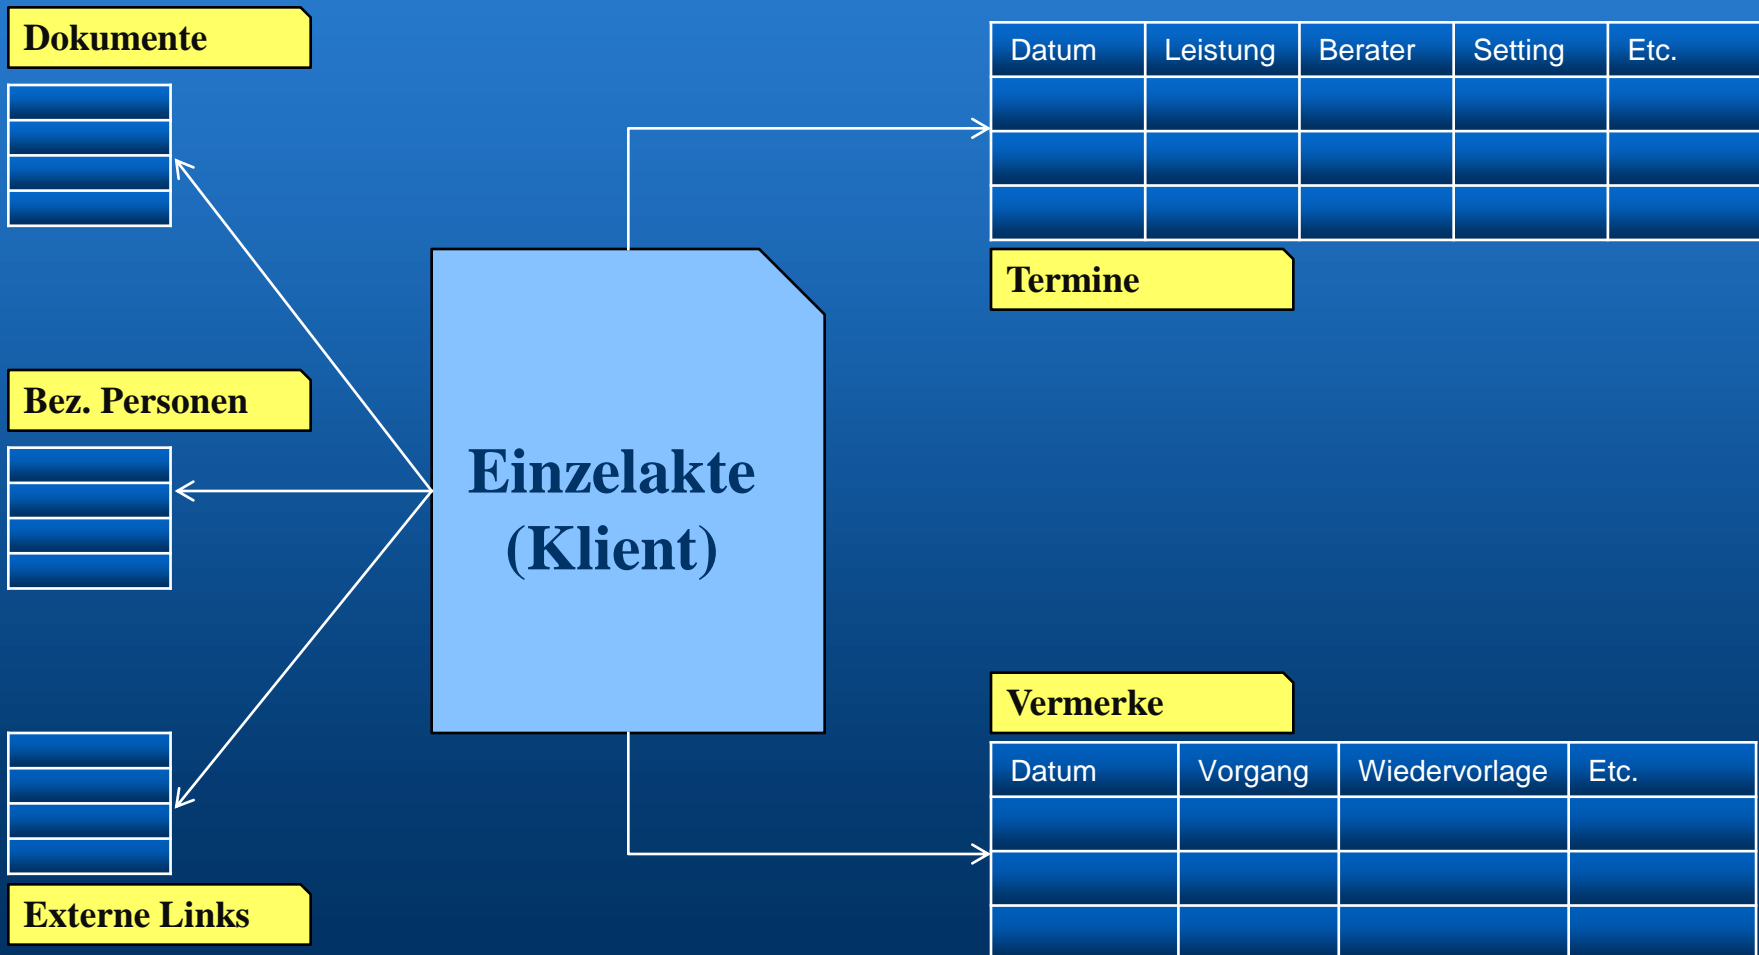 Dokumente
Datum Leistung Berater Setting Etc.
Termine
Bez. Personen
Einzelakte
(Klient)
Vermerke
Datum Vorgang Wiedervorlage Etc.
Externe Links